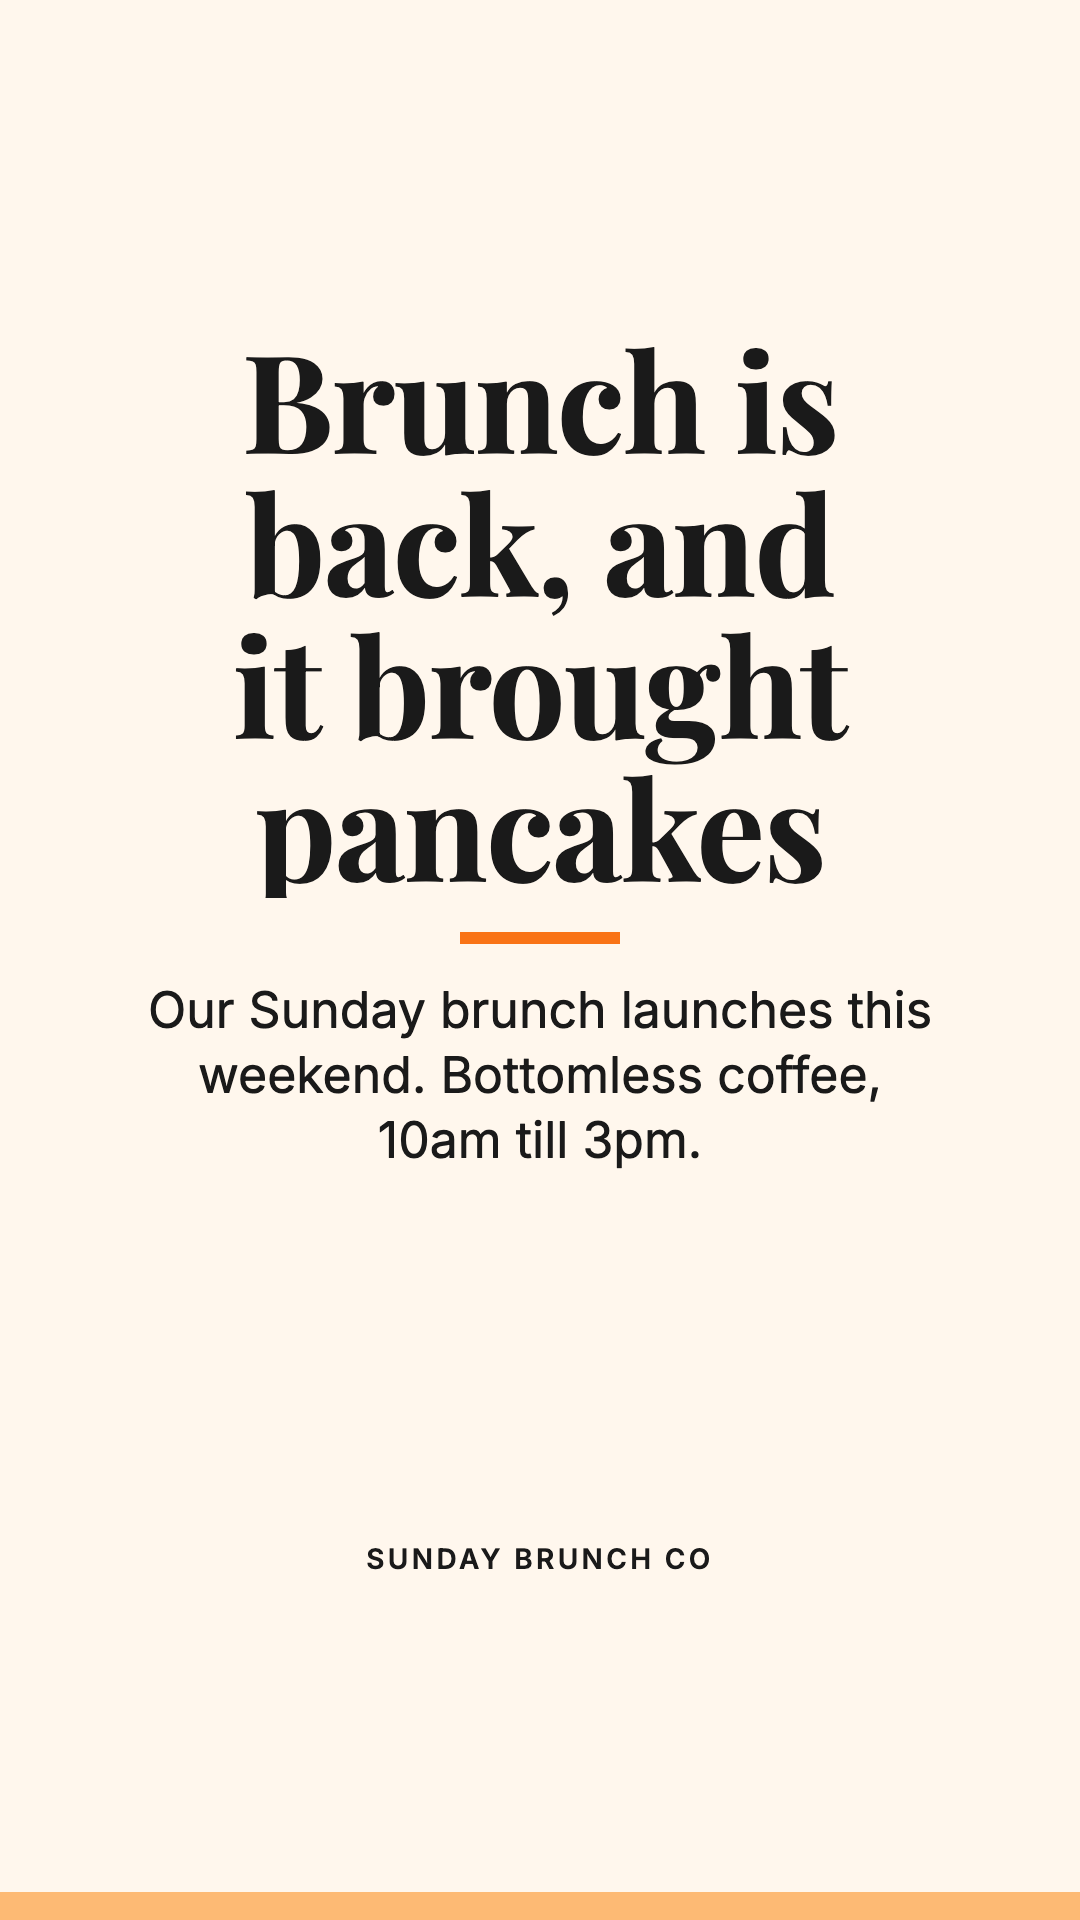 Brunch is
back, and
it brought
pancakes
Our Sunday brunch launches this
weekend. Bottomless coffee,
10am till 3pm.
SUNDAY BRUNCH CO